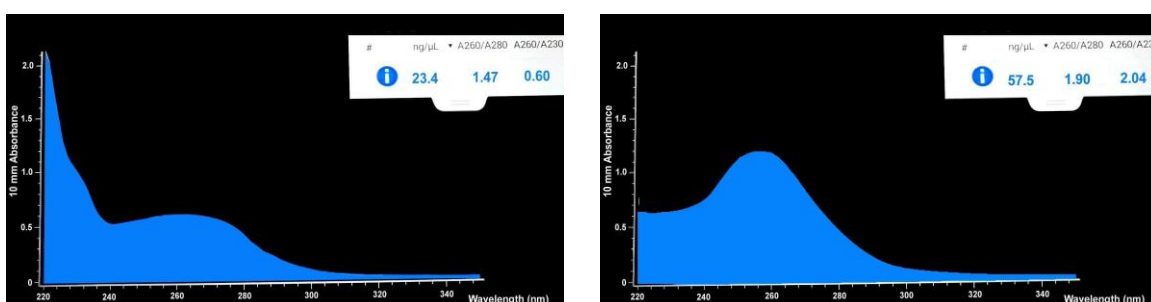 # ng/µL ▾ A260/A280 A260/A230
23.4 1.47 0.60
10 mm Absorbance
2.0
1.5
1.0
0.5
0
220 240 260 280 300 320 340
Wavelength (nm)
# ng/µL ▾ A260/A280 A260/A23
57.5 1.90 2.04
10 mm Absorbance
2.0
1.5
1.0
0.5
0
220 240 260 280 300 320 340
Wavelength (nm)